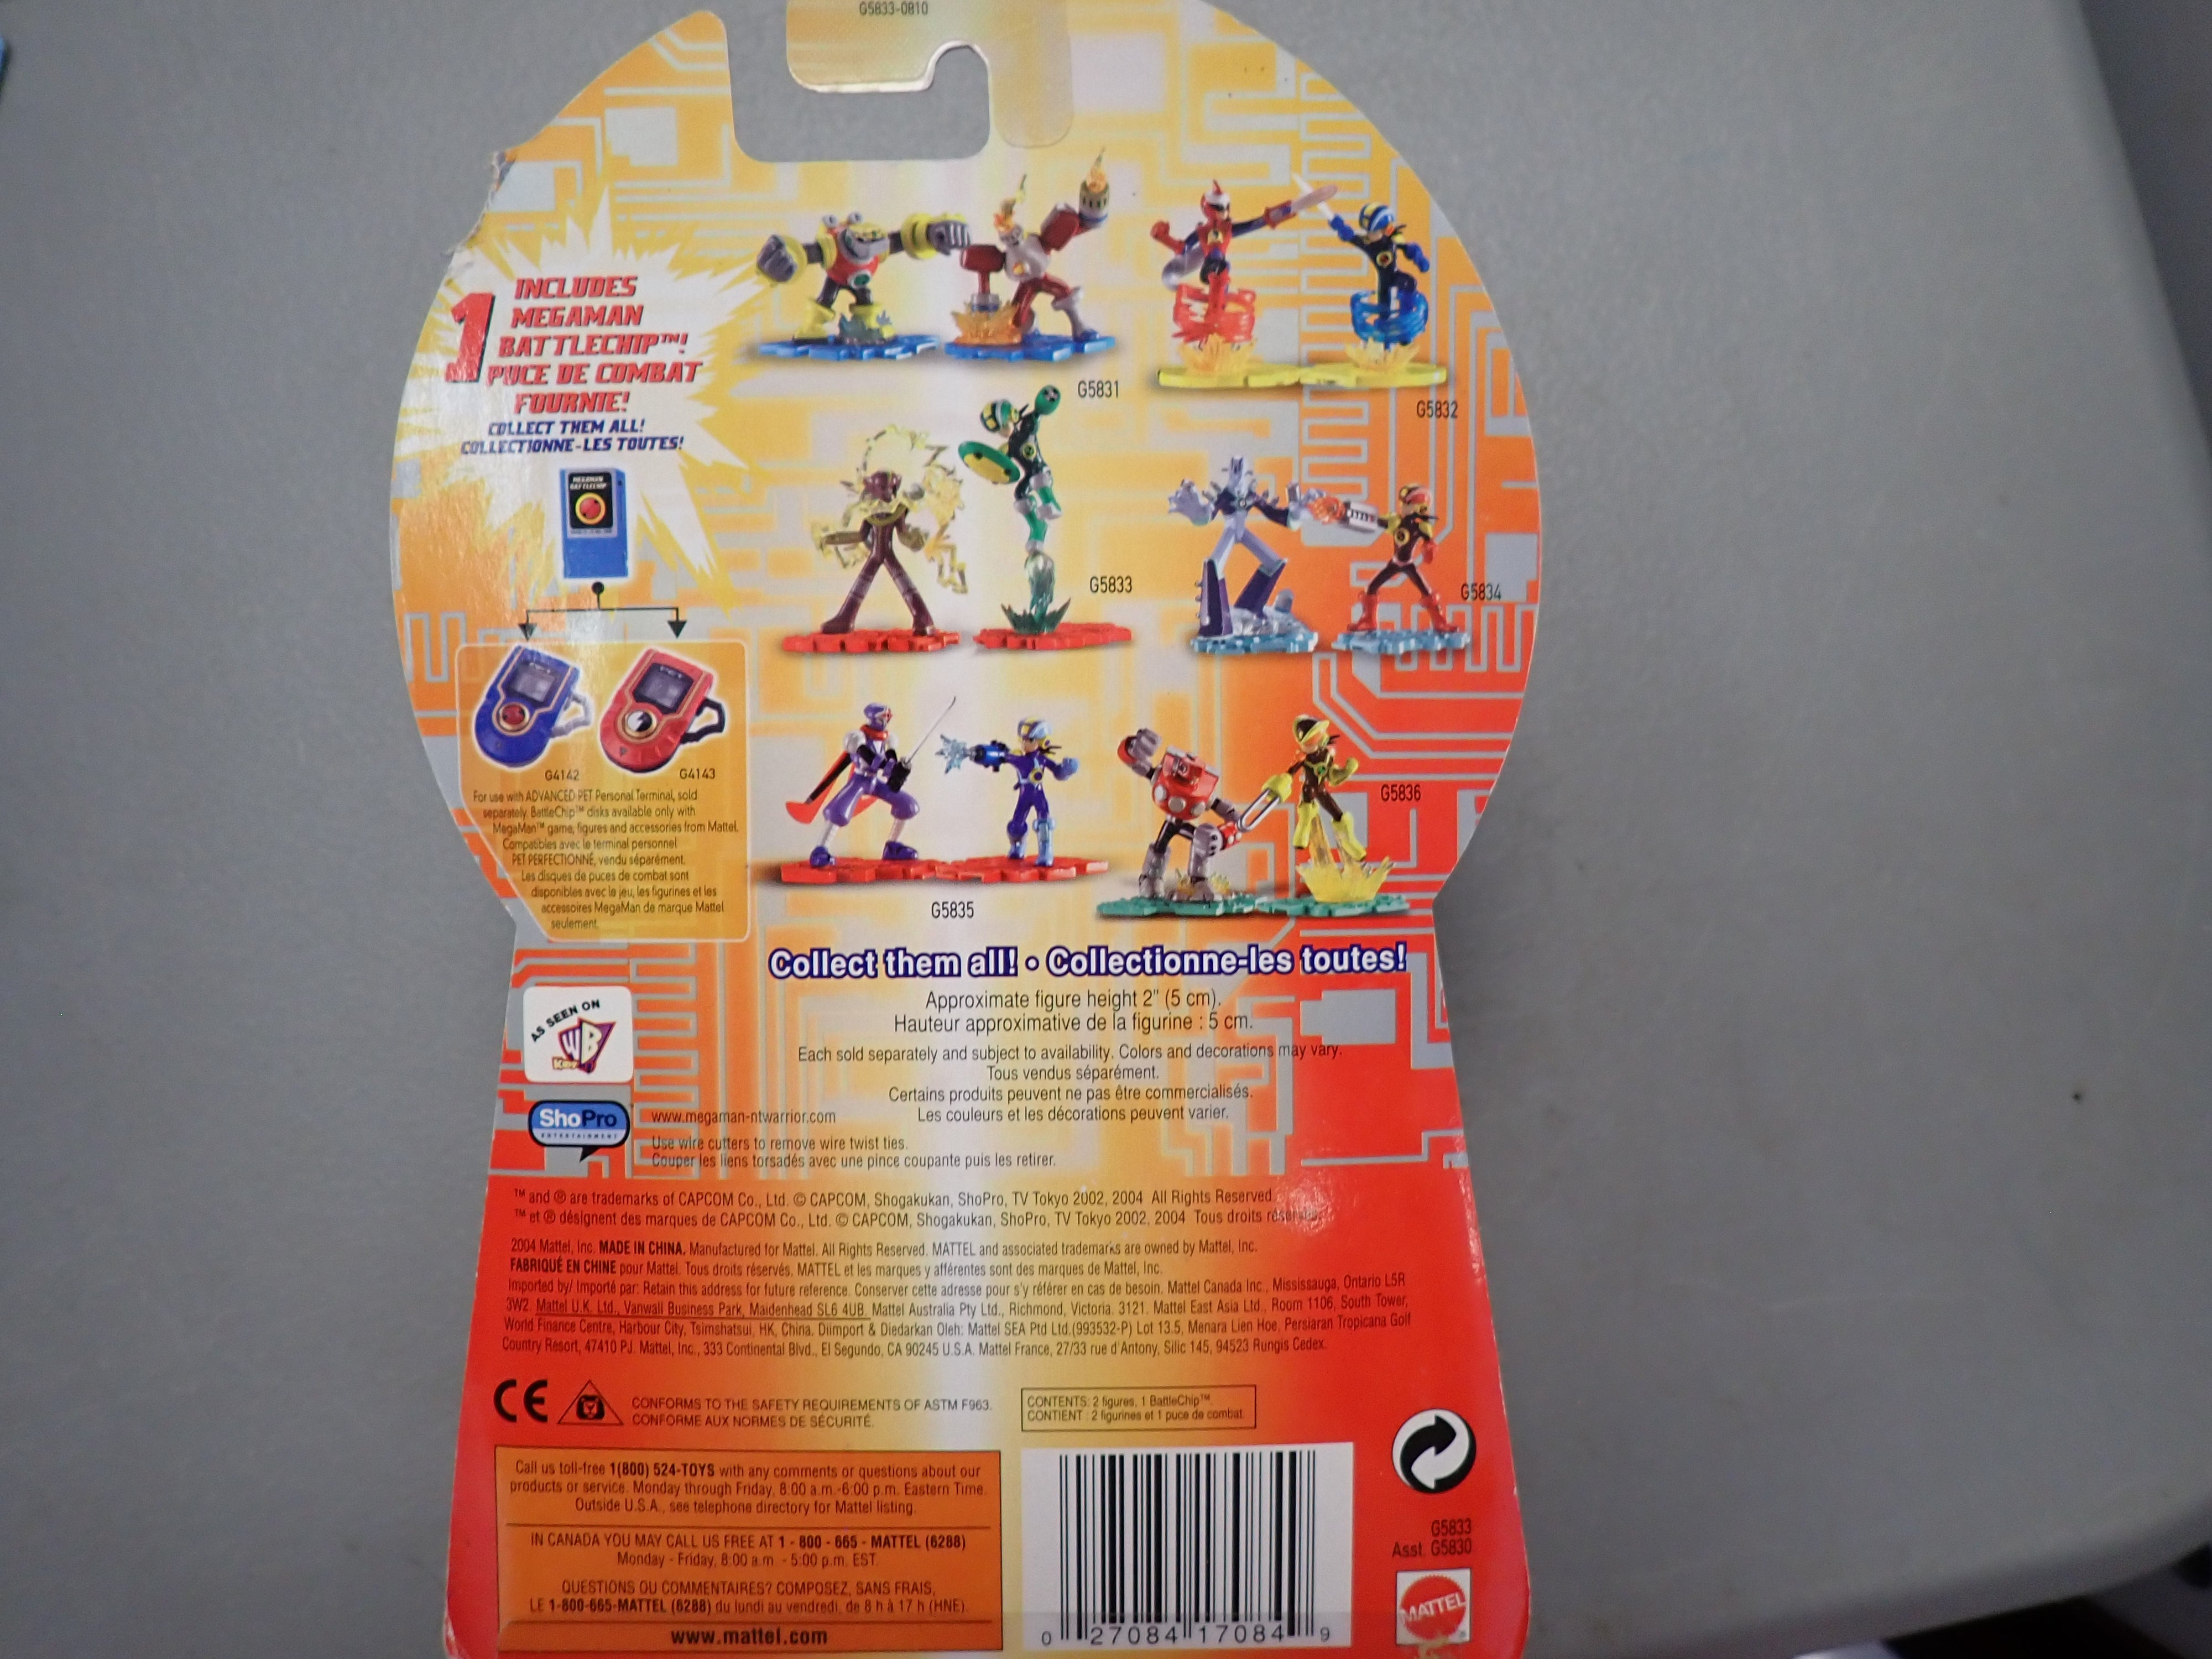 G5833-0810
1
INCLUDES
MEGAMAN
BATTLECHIP™!
PUCE DE COMBAT
FOURNIE!
COLLECT THEM ALL!
COLLECTIONNE-LES TOUTES!
MEGAMAN
BATTLECHIP
G5831
G5832
G5833
G5834
G4142
G4143
For use with ADVANCED PET Personal Terminal, sold
separately. BattleChip™ disks available only with
MegaMan™ game, figures and accessories from Mattel.
Compatibles avec le terminal personnel
PET PERFECTIONNÉ, vendu séparément.
Les disques de puces de combat sont
disponibles avec le jeu, les figurines et les
accessoires MegaMan de marque Mattel
seulement.
G5835
G5836
Collect them all! • Collectionne-les toutes!
Approximate figure height 2" (5 cm).
Hauteur approximative de la figurine : 5 cm.
Each sold separately and subject to availability. Colors and decorations may vary.
Tous vendus séparément.
Certains produits peuvent ne pas être commercialisés.
Les couleurs et les décorations peuvent varier.
AS SEEN ON
WB
Kids
ShoPro
ENTERTAINMENT
www.megaman-ntwarrior.com
Use wire cutters to remove wire twist ties.
Couper les liens torsadés avec une pince coupante puis les retirer.
™ and ® are trademarks of CAPCOM Co., Ltd. © CAPCOM, Shogakukan, ShoPro, TV Tokyo 2002, 2004 All Rights Reserved
™ et ® désignent des marques de CAPCOM Co., Ltd. © CAPCOM, Shogakukan, ShoPro, TV Tokyo 2002, 2004 Tous droits réservés.
2004 Mattel, Inc. MADE IN CHINA. Manufactured for Mattel. All Rights Reserved. MATTEL and associated trademarks are owned by Mattel, Inc.
FABRIQUÉ EN CHINE pour Mattel. Tous droits réservés. MATTEL et les marques y afférentes sont des marques de Mattel, Inc.
Imported by/ Importé par: Retain this address for future reference. Conserver cette adresse pour s'y référer en cas de besoin. Mattel Canada Inc., Mississauga, Ontario L5R
3W2. Mattel U.K. Ltd., Vanwall Business Park, Maidenhead SL6 4UB. Mattel Australia Pty Ltd., Richmond, Victoria. 3121. Mattel East Asia Ltd., Room 1106, South Tower,
World Finance Centre, Harbour City, Tsimshatsui, HK, China. Diimport & Diedarkan Oleh: Mattel SEA Ptd Ltd.(993532-P) Lot 13.5, Menara Lien Hoe, Persiaran Tropicana Golf
Country Resort, 47410 PJ. Mattel, Inc., 333 Continental Blvd., El Segundo, CA 90245 U.S.A. Mattel France, 27/33 rue d'Antony, Silic 145, 94523 Rungis Cedex.
CE
CONFORMS TO THE SAFETY REQUIREMENTS OF ASTM F963.
CONFORME AUX NORMES DE SÉCURITÉ.
CONTENTS: 2 figures, 1 BattleChip™.
CONTIENT : 2 figurines et 1 puce de combat.
Call us toll-free 1(800) 524-TOYS with any comments or questions about our
products or service. Monday through Friday, 8:00 a.m.-6:00 p.m. Eastern Time.
Outside U.S.A., see telephone directory for Mattel listing.
IN CANADA YOU MAY CALL US FREE AT 1 - 800 - 665 - MATTEL (6288)
Monday - Friday, 8:00 a.m. - 5:00 p.m. EST.
QUESTIONS OU COMMENTAIRES? COMPOSEZ, SANS FRAIS,
LE 1-800-665-MATTEL (6288) du lundi au vendredi, de 8 h à 17 h (HNE).
www.mattel.com
0 27084 17084 9
G5833
Asst. G5830
MATTEL